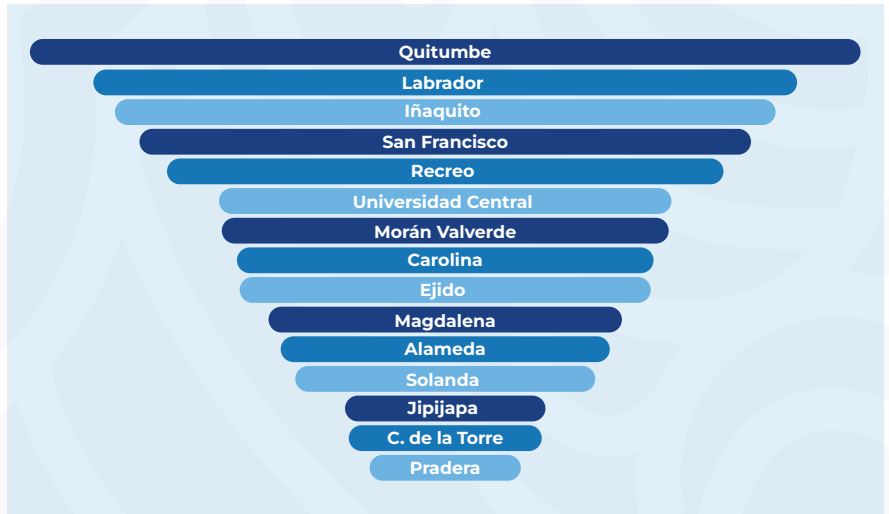 Quitumbe
Labrador
Iñaquito
San Francisco
Recreo
Universidad Central
Morán Valverde
Carolina
Ejido
Magdalena
Alameda
Solanda
Jipijapa
C. de la Torre
Pradera